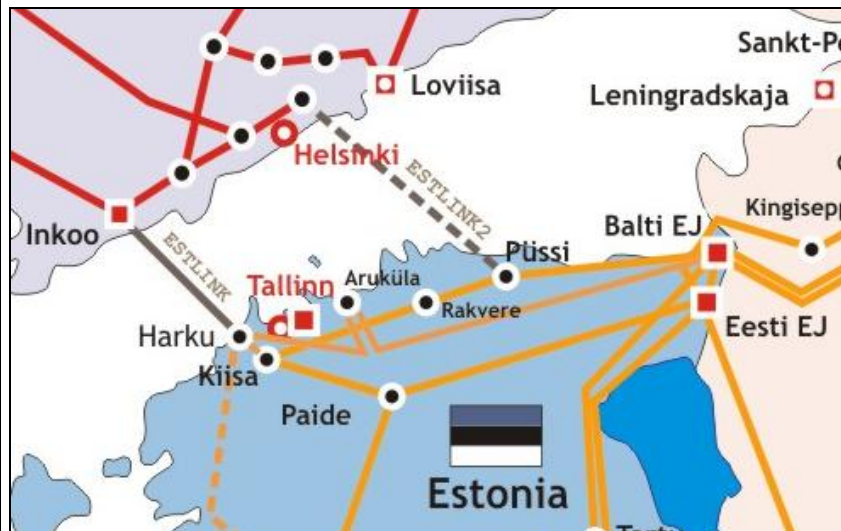 Sankt-Pe
Loviisa
Leningradskaja
Helsinki
ESTLINK2
Inkoo
Balti EJ
Kingisepp
ESTLINK
Püssi
Tallinn
Aruküla
Rakvere
Harku
Eesti EJ
Kiisa
Paide
Estonia